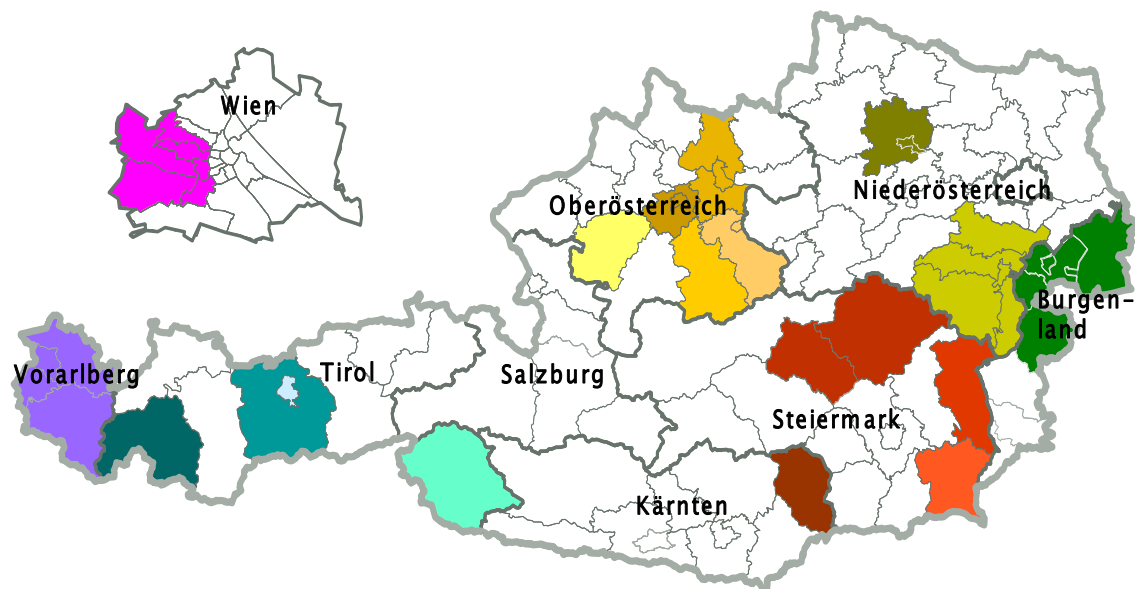 Wien
Niederösterreich
Oberösterreich
Burgen-
land
Vorarlberg
Tirol
Salzburg
Steiermark
Kärnten